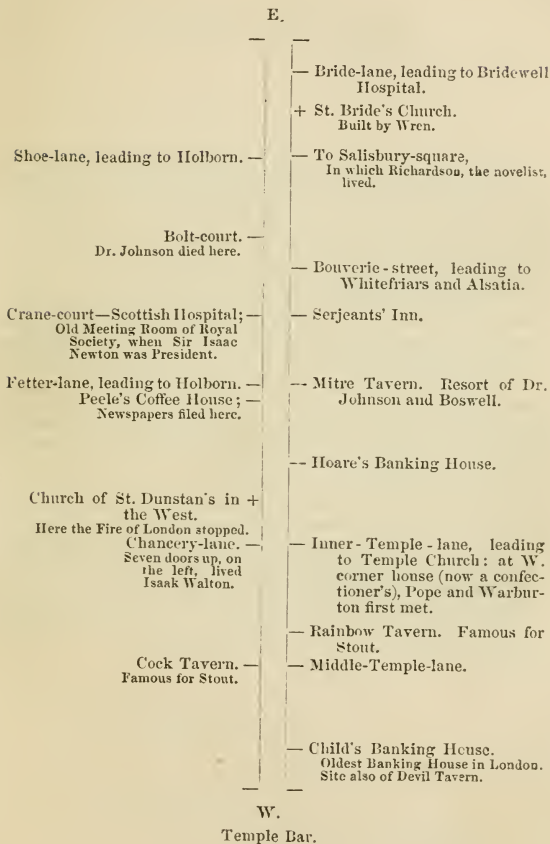 E.
Bride-lane, leading to Bridewell
Hospital.
+ St. Bride's Church.
Built by Wren.
Shoe-lane, leading to Holborn.
To Salisbury-square,
In which Richardson, the novelist,
lived.
Bolt-court.
Dr. Johnson died here.
Bouverie-street, leading to
Whitefriars and Alsatia.
Crane-court—Scottish Hospital;
Old Meeting Room of Royal
Society, when Sir Isaac
Newton was President.
Serjeants' Inn.
Fetter-lane, leading to Holborn.
Peele's Coffee House;
Newspapers filed here.
Mitre Tavern. Resort of Dr.
Johnson and Boswell.
Hoare's Banking House.
Church of St. Dunstan's in +
the West.
Here the Fire of London stopped.
Chancery-lane.
Seven doors up, on
the left, lived
Isaak Walton.
Inner-Temple-lane, leading
to Temple Church: at W.
corner house (now a confec-
tioner's), Pope and Warbur-
ton first met.
Rainbow Tavern. Famous for
Stout.
Cock Tavern.
Famous for Stout.
Middle-Temple-lane.
Child's Banking House.
Oldest Banking House in London.
Site also of Devil Tavern.
W.
Temple Bar.